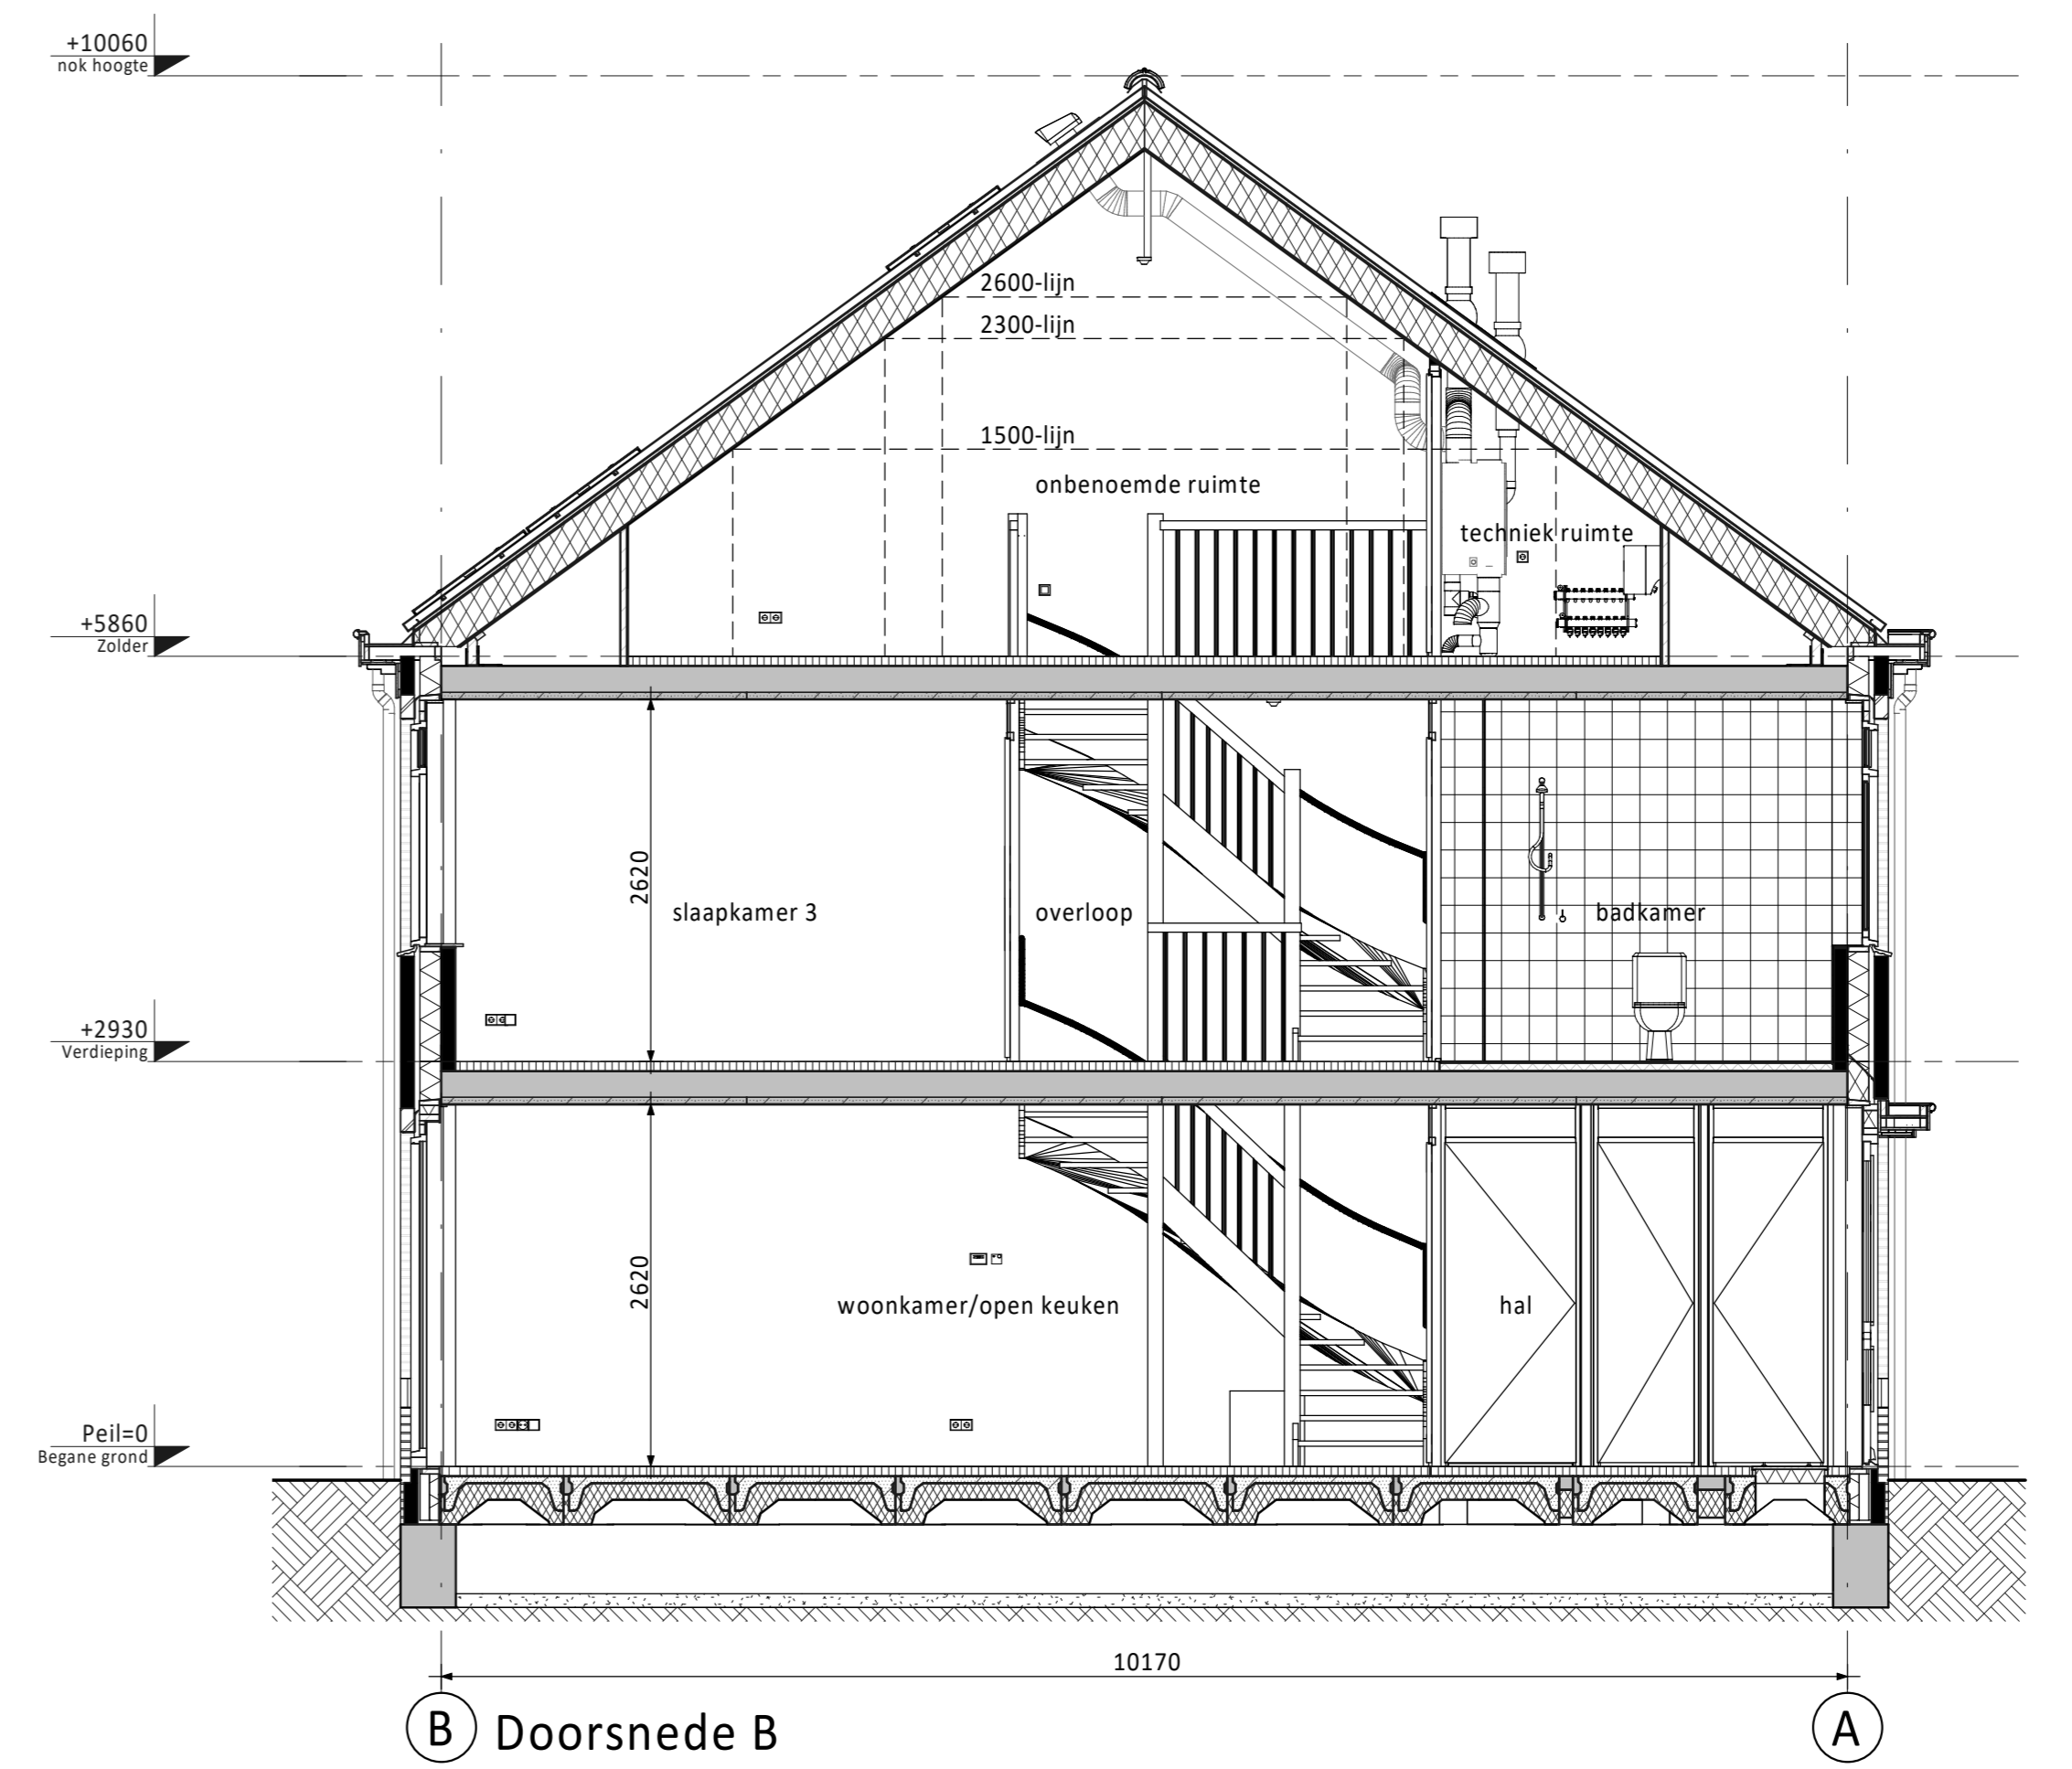 +10060
nok hoogte
2600-lijn
2300-lijn
1500-lijn
onbenoemde ruimte
techniek ruimte
+5860
Zolder
2620
slaapkamer 3
overloop
badkamer
+2930
Verdieping
2620
woonkamer/open keuken
hal
Peil=0
Begane grond
10170
B
Doorsnede B
A